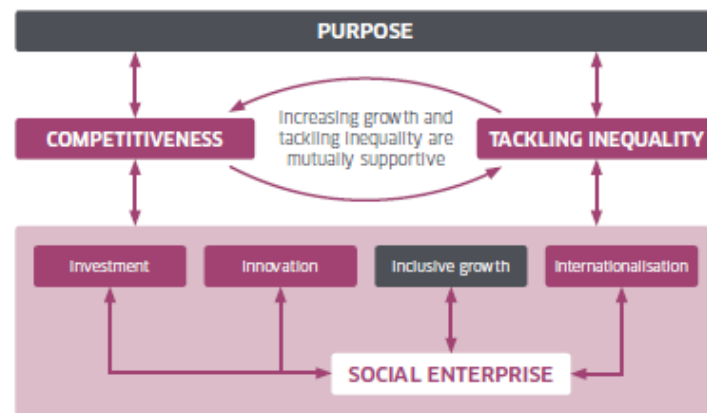 PURPOSE
COMPETITIVENESS
Increasing growth and
tackling inequality are
mutually supportive
TACKLING INEQUALITY
Investment
Innovation
Inclusive growth
Internationalisation
SOCIAL ENTERPRISE